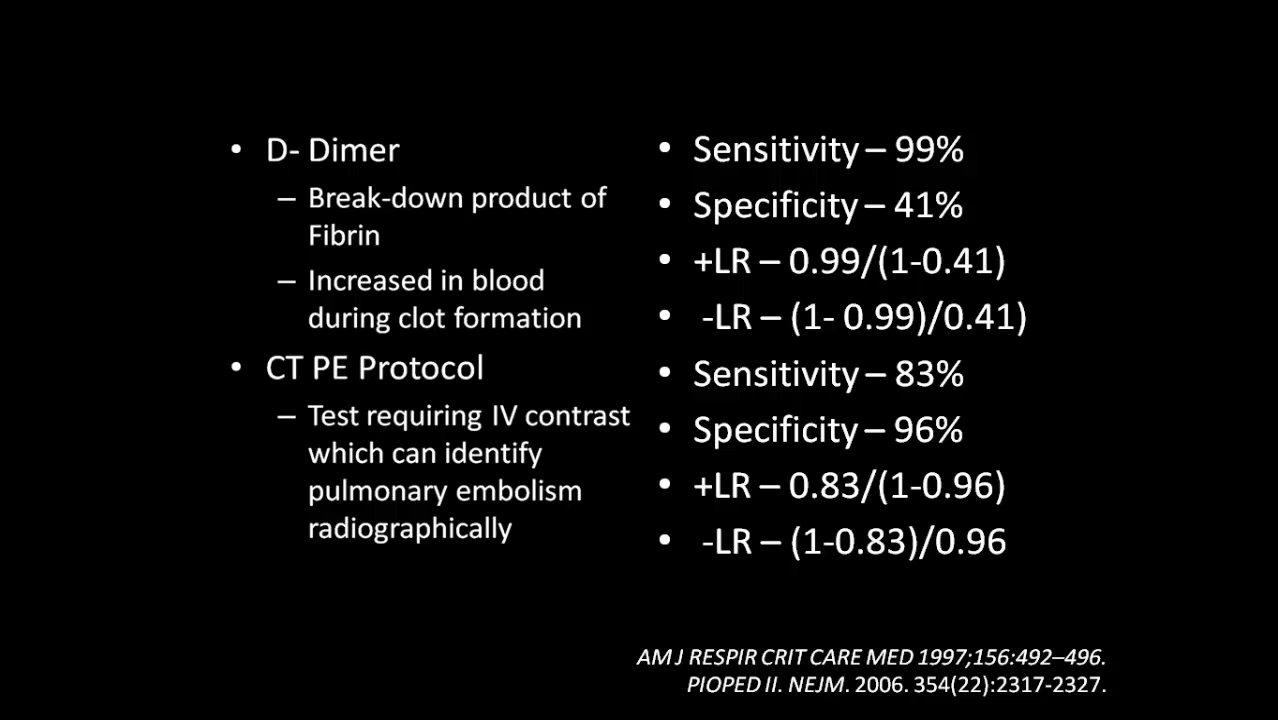 • D- Dimer
– Break-down product of
Fibrin
– Increased in blood
during clot formation
• CT PE Protocol
– Test requiring IV contrast
which can identify
pulmonary embolism
radiographically
• Sensitivity – 99%
• Specificity – 41%
• +LR – 0.99/(1-0.41)
• -LR – (1- 0.99)/0.41)
• Sensitivity – 83%
• Specificity – 96%
• +LR – 0.83/(1-0.96)
• -LR – (1-0.83)/0.96
AM J RESPIR CRIT CARE MED 1997;156:492–496.
PIOPED II. NEJM. 2006. 354(22):2317-2327.